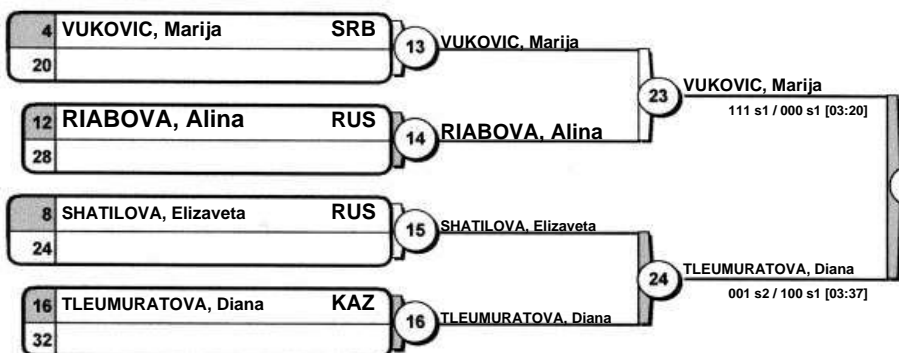 4 VUKOVIC, Marija SRB
20
13 VUKOVIC, Marija
12 RIABOVA, Alina RUS
28
14 RIABOVA, Alina
23 VUKOVIC, Marija
111 s1 / 000 s1 [03:20]
8 SHATILOVA, Elizaveta RUS
24
15 SHATILOVA, Elizaveta
16 TLEUMURATOVA, Diana KAZ
32
16 TLEUMURATOVA, Diana
24 TLEUMURATOVA, Diana
001 s2 / 100 s1 [03:37]